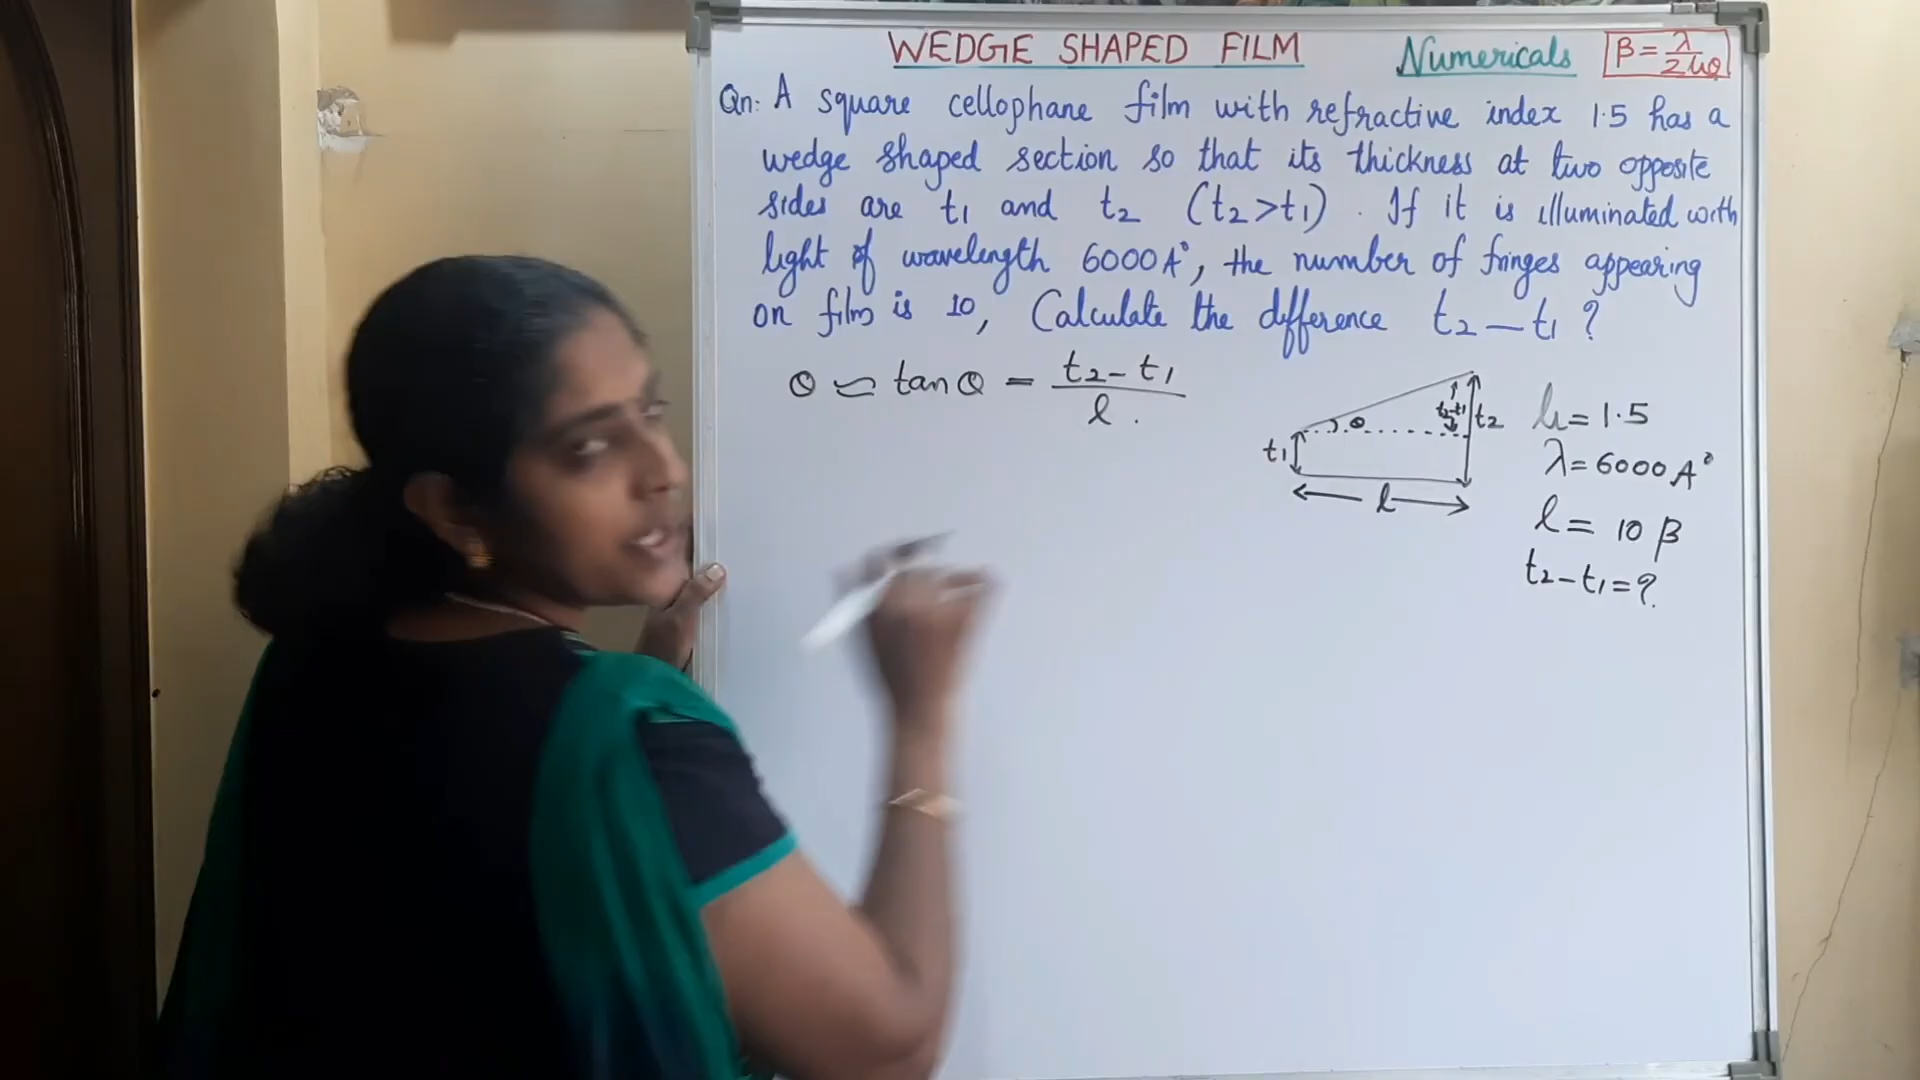 WEDGE SHAPED FILM Numericals β = λ / 2μθ
Qn: A square cellophane film with refractive index 1.5 has a
wedge shaped section so that its thickness at two opposite
sides are t1 and t2 (t2>t1). If it is illuminated with
light of wavelength 6000A°, the number of fringes appearing
on film is 10, Calculate the difference t2 — t1 ?
θ ≃ tan θ = t2 - t1 / l.
t1 θ t2-t1 t2
l
μ = 1.5
λ = 6000 A°
l = 10 β
t2 - t1 = ?